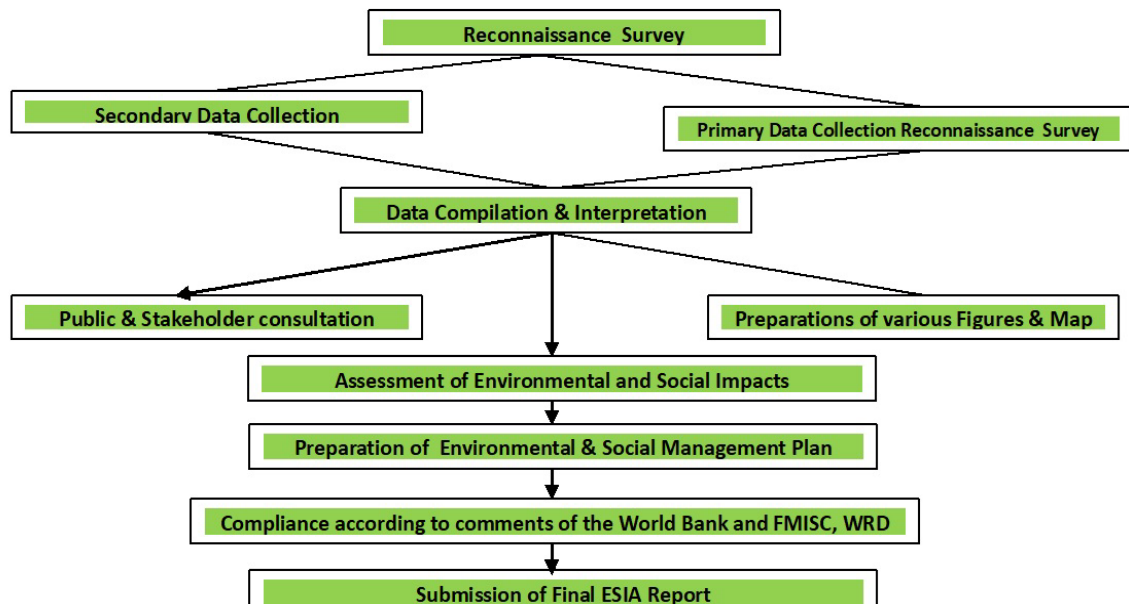 Reconnaissance Survey
Secondary Data Collection
Primary Data Collection Reconnaissance Survey
Data Compilation & Interpretation
Public & Stakeholder consultation
Preparations of various Figures & Map
Assessment of Environmental and Social Impacts
Preparation of Environmental & Social Management Plan
Compliance according to comments of the World Bank and FMISC, WRD
Submission of Final ESIA Report